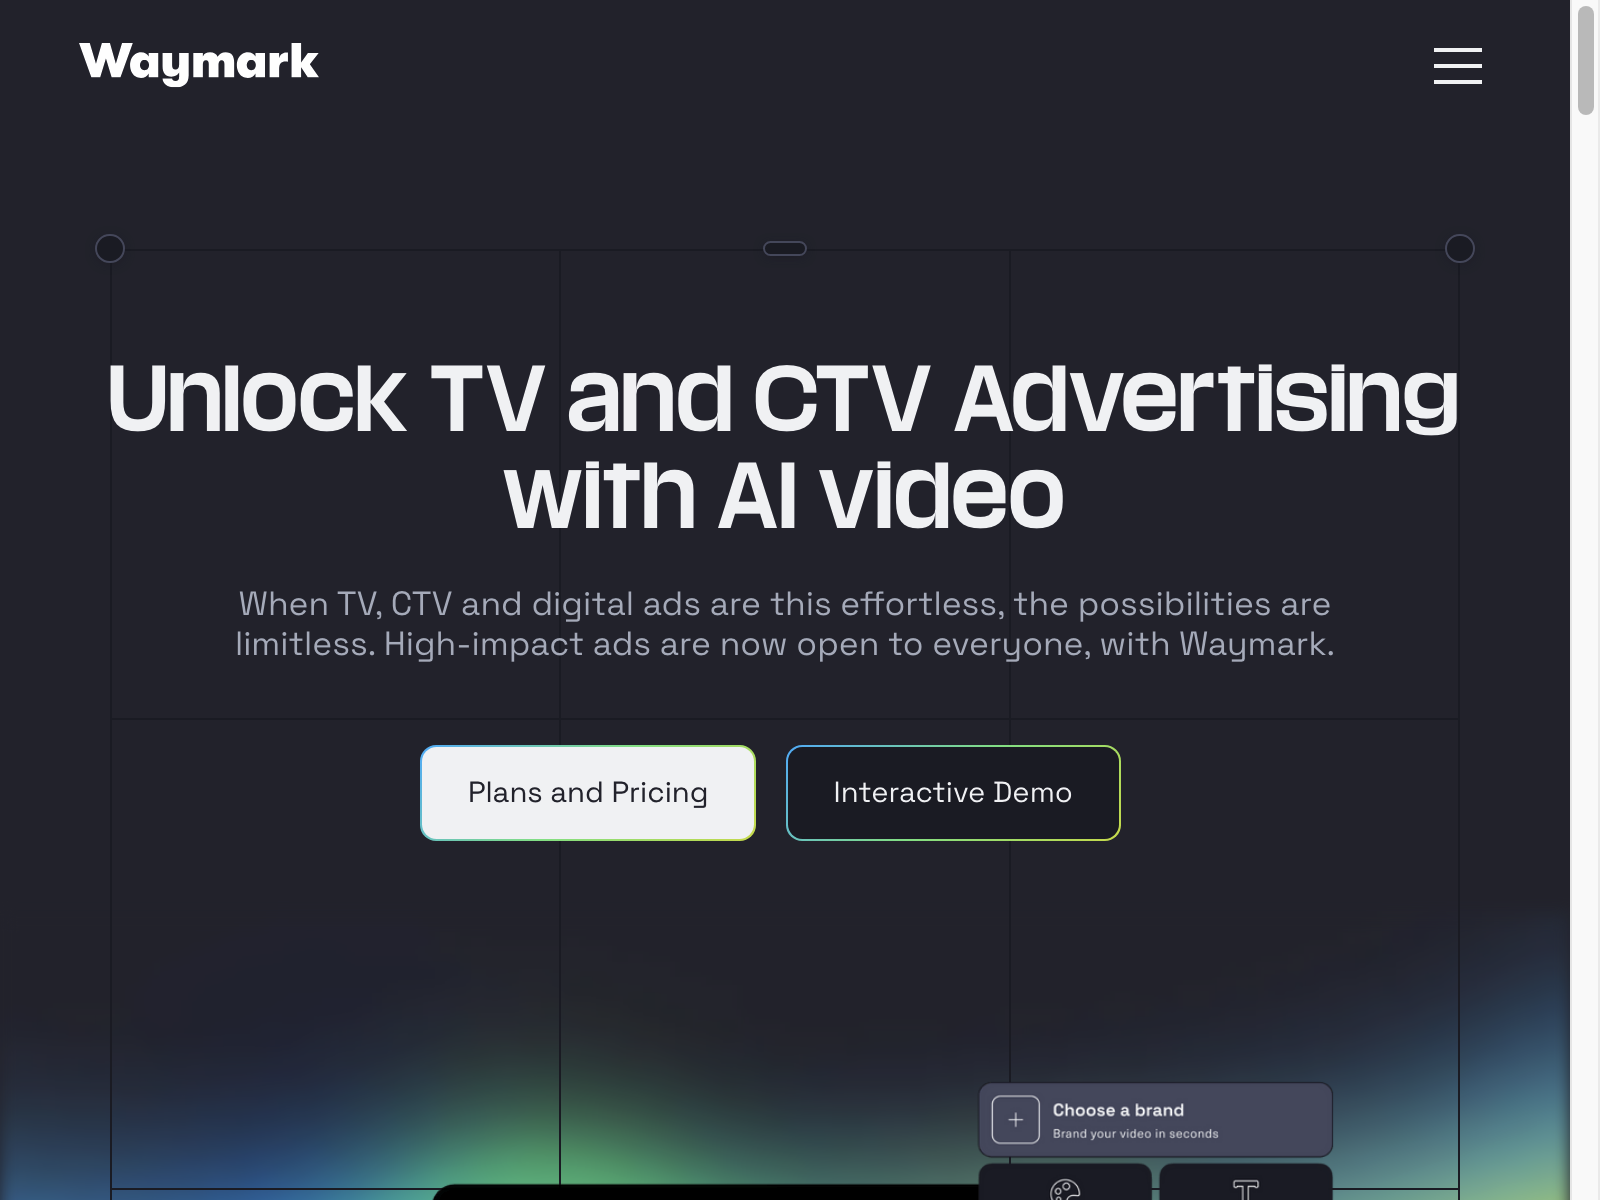 Waymark
Unlock TV and CTV Advertising
with AI video
When TV, CTV and digital ads are this effortless, the possibilities are
limitless. High-impact ads are now open to everyone, with Waymark.
Plans and Pricing
Interactive Demo
Choose a brand
Brand your video in seconds